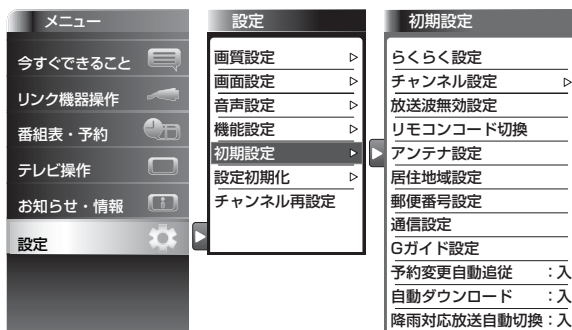 メニュー
今すぐできること
リンク機器操作
番組表・予約
テレビ操作
お知らせ・情報
設定
設定
画質設定
画面設定
音声設定
機能設定
初期設定
設定初期化
チャンネル再設定
初期設定
らくらく設定
チャンネル設定
放送波無効設定
リモコンコード切換
アンテナ設定
居住地域設定
郵便番号設定
通信設定
Gガイド設定
予約変更自動追従 :入
自動ダウンロード :入
降雨対応放送自動切換:入